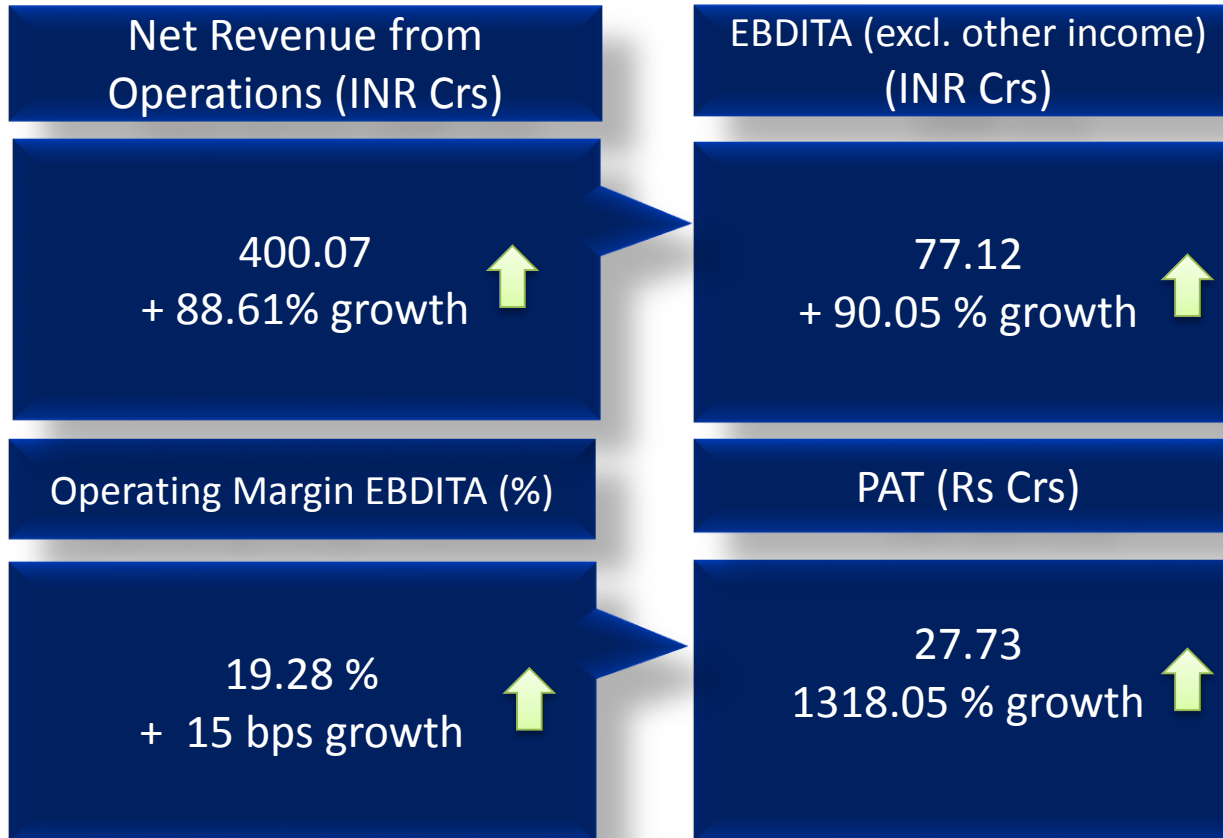 Net Revenue from
Operations (INR Crs)
EBDITA (excl. other income)
(INR Crs)
400.07
+ 88.61% growth
77.12
+ 90.05 % growth
Operating Margin EBDITA (%)
PAT (Rs Crs)
19.28 %
+ 15 bps growth
27.73
1318.05 % growth